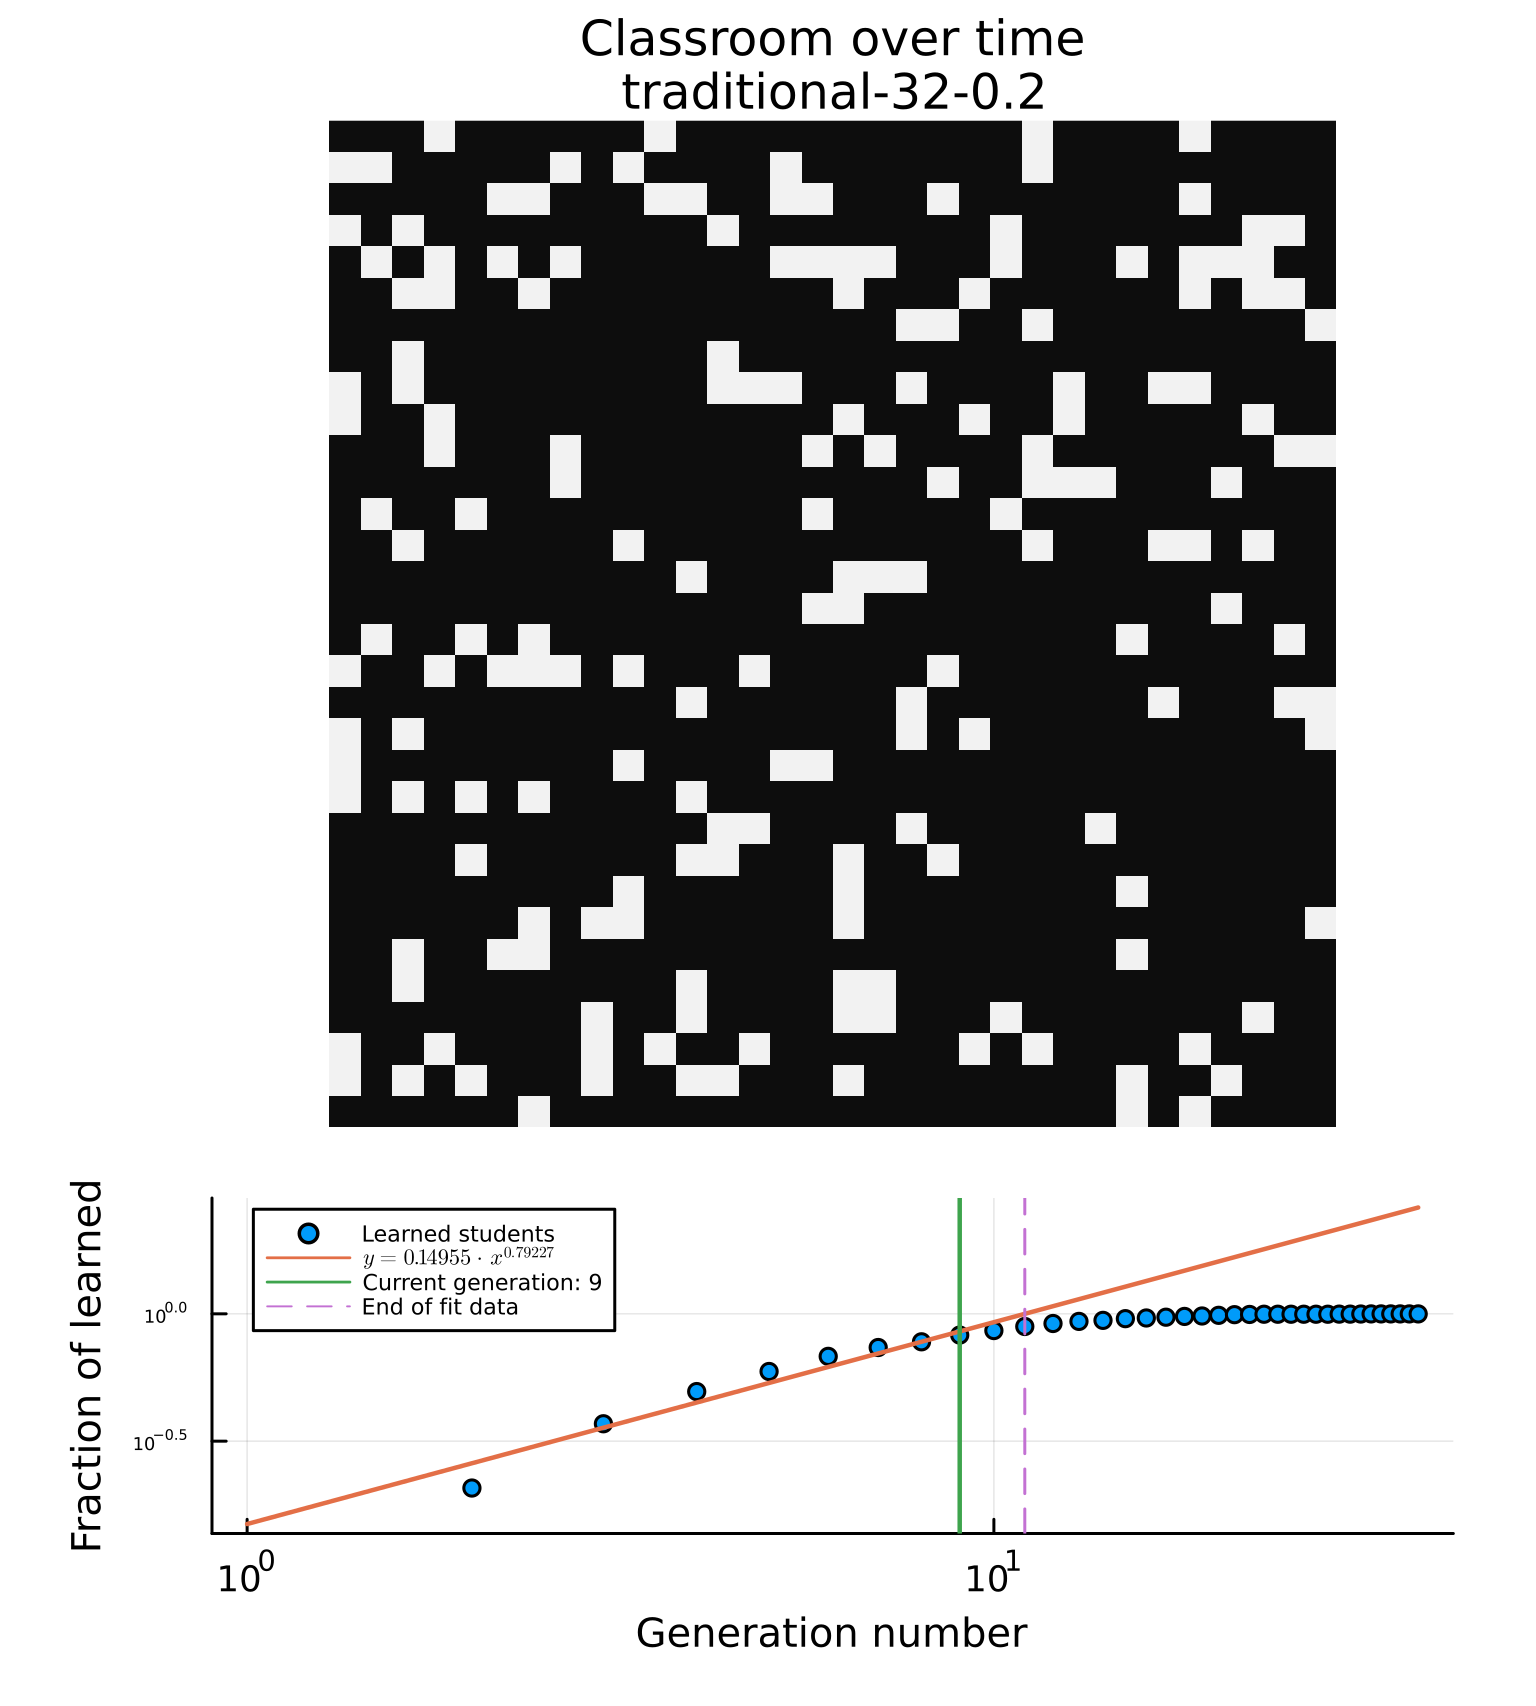 Classroom over time
traditional-32-0.2
Fraction of learned
Learned students
y = 0.14955 · x^0.79227
Current generation: 9
End of fit data
10^0.0
10^−0.5
10^0
10^1
Generation number